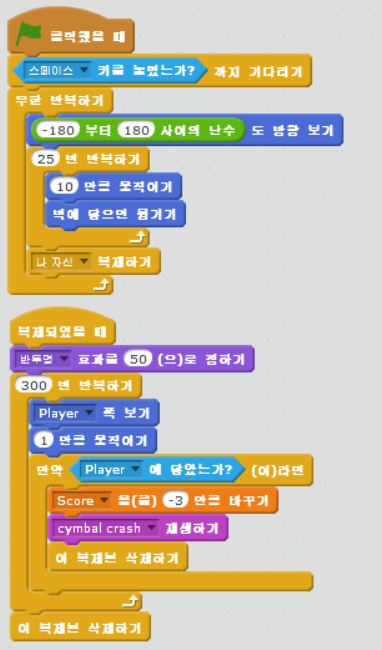 클릭했을 때
스페이스 키를 눌렀는가? 까지 기다리기
무한 반복하기
-180 부터 180 사이의 난수 도 방향 보기
25 번 반복하기
10 만큼 움직이기
벽에 닿으면 튕기기
나 자신 복제하기
복제되었을 때
반투명 효과를 50 (으)로 정하기
300 번 반복하기
Player 쪽 보기
1 만큼 움직이기
만약 Player 에 닿았는가? (이)라면
Score 을(를) -3 만큼 바꾸기
cymbal crash 재생하기
이 복제본 삭제하기
이 복제본 삭제하기